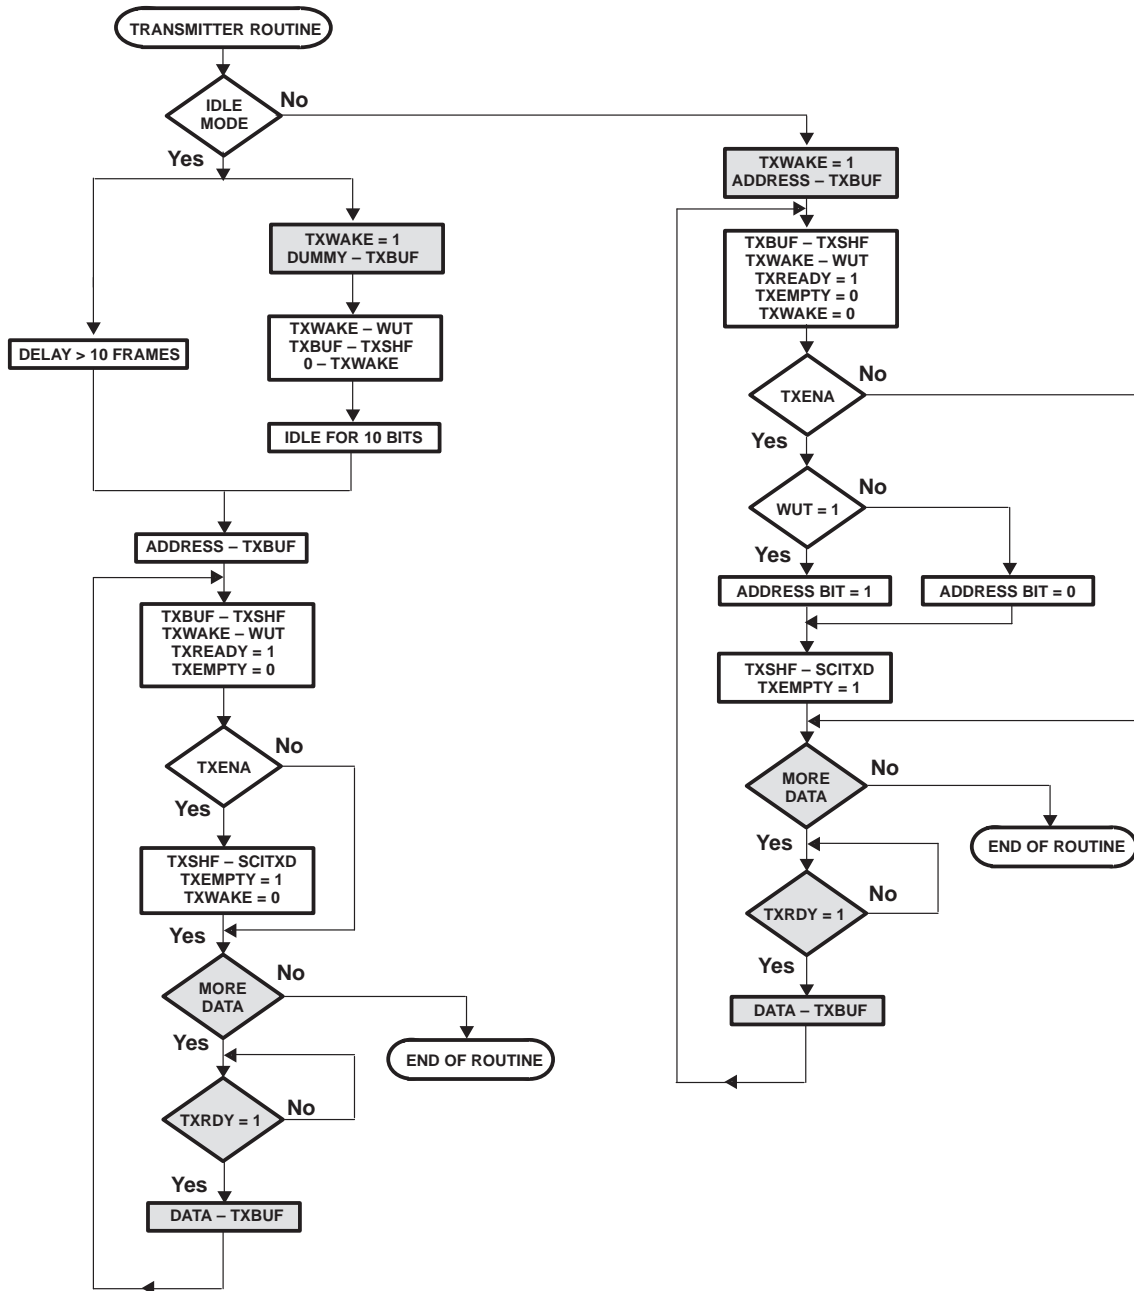 TRANSMITTER ROUTINE
IDLE
MODE
No
Yes
TXWAKE = 1
DUMMY – TXBUF
DELAY > 10 FRAMES
TXWAKE – WUT
TXBUF – TXSHF
0 – TXWAKE
IDLE FOR 10 BITS
ADDRESS – TXBUF
TXBUF – TXSHF
TXWAKE – WUT
TXREADY = 1
TXEMPTY = 0
TXENA
No
Yes
TXSHF – SCITXD
TXEMPTY = 1
TXWAKE = 0
Yes
MORE
DATA
No
END OF ROUTINE
Yes
TXRDY = 1
No
Yes
DATA – TXBUF
TXWAKE = 1
ADDRESS – TXBUF
TXBUF – TXSHF
TXWAKE – WUT
TXREADY = 1
TXEMPTY = 0
TXWAKE = 0
TXENA
No
Yes
WUT = 1
No
Yes
ADDRESS BIT = 1
ADDRESS BIT = 0
TXSHF – SCITXD
TXEMPTY = 1
MORE
DATA
No
END OF ROUTINE
Yes
TXRDY = 1
No
Yes
DATA – TXBUF